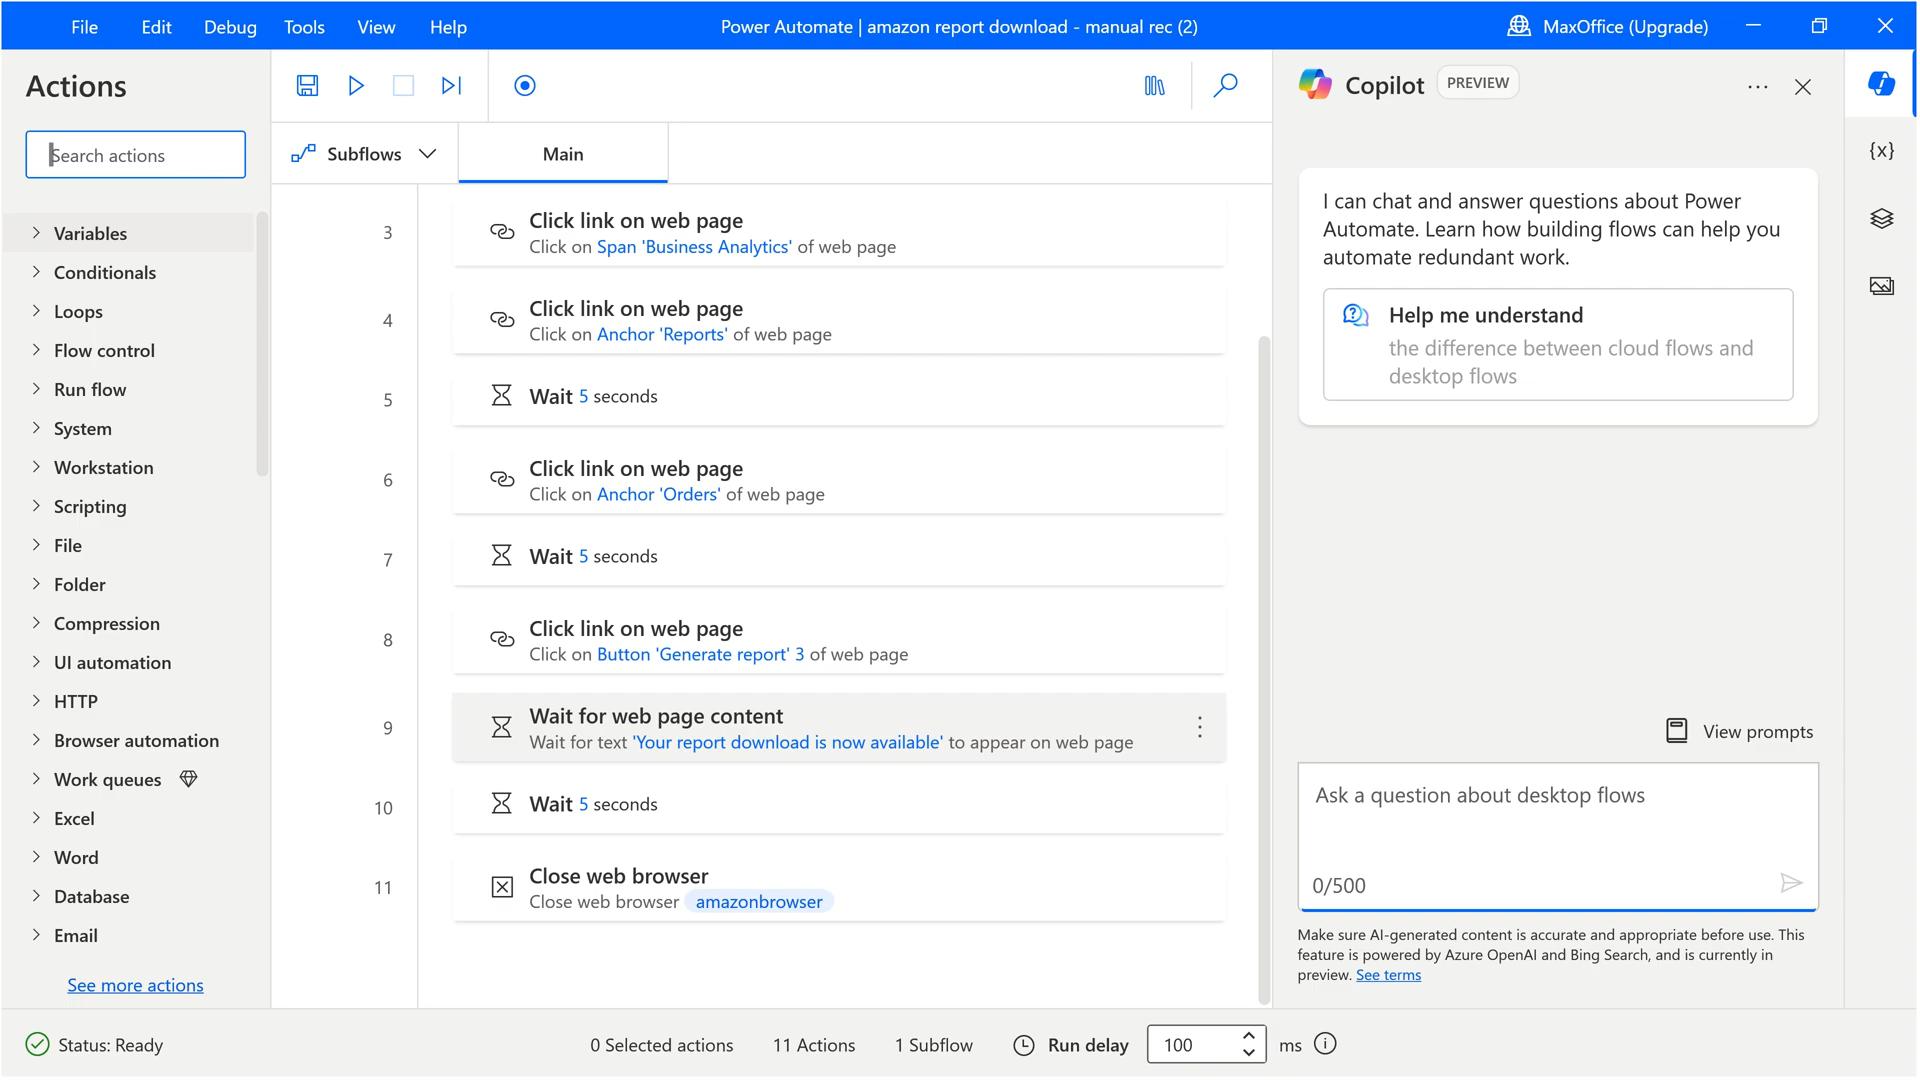 File Edit Debug Tools View Help
Power Automate | amazon report download - manual rec (2)
MaxOffice (Upgrade)
Actions
Search actions
Variables
Conditionals
Loops
Flow control
Run flow
System
Workstation
Scripting
File
Folder
Compression
UI automation
HTTP
Browser automation
Work queues
Excel
Word
Database
Email
See more actions
Subflows
Main
3
Click link on web page
Click on Span 'Business Analytics' of web page
4
Click link on web page
Click on Anchor 'Reports' of web page
5
Wait 5 seconds
6
Click link on web page
Click on Anchor 'Orders' of web page
7
Wait 5 seconds
8
Click link on web page
Click on Button 'Generate report' 3 of web page
9
Wait for web page content
Wait for text 'Your report download is now available' to appear on web page
10
Wait 5 seconds
11
Close web browser
Close web browser amazonbrowser
Copilot PREVIEW
{x}
I can chat and answer questions about Power
Automate. Learn how building flows can help you
automate redundant work.
Help me understand
the difference between cloud flows and
desktop flows
View prompts
Ask a question about desktop flows
0/500
Make sure AI-generated content is accurate and appropriate before use. This
feature is powered by Azure OpenAI and Bing Search, and is currently in
preview. See terms
Status: Ready
0 Selected actions
11 Actions
1 Subflow
Run delay 100 ms